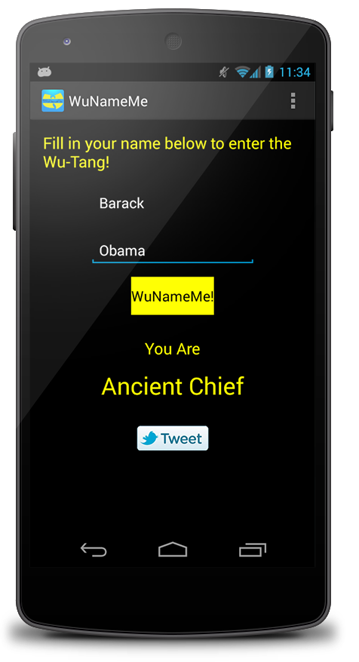 11:34
WuNameMe
Fill in your name below to enter the
Wu-Tang!
Barack
Obama
WuNameMe!
You Are
Ancient Chief
Tweet